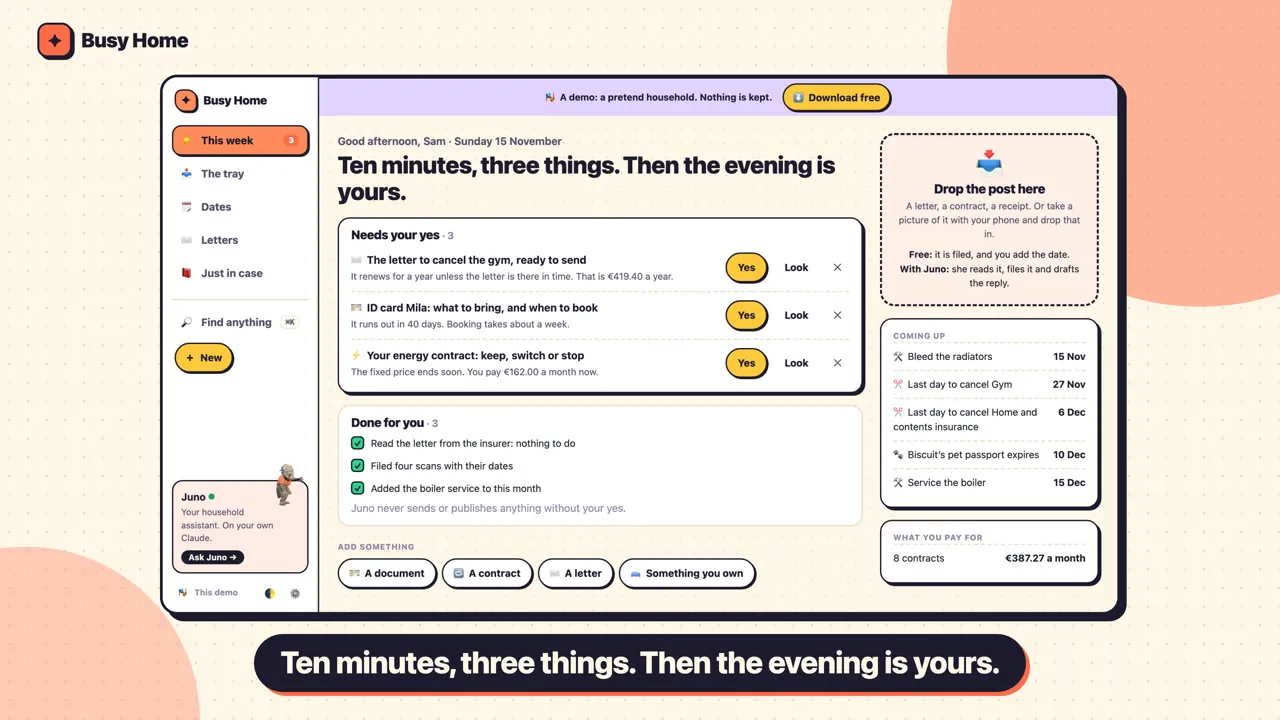 Busy Home
Busy Home
This week 3
The tray
Dates
Letters
Just in case
Find anything ⌘K
+ New
Juno
Your household
assistant. On your own
Claude.
Ask Juno →
This demo
A demo: a pretend household. Nothing is kept.
Download free
Good afternoon, Sam · Sunday 15 November
Ten minutes, three things. Then the evening is
yours.
Needs your yes · 3
The letter to cancel the gym, ready to send
It renews for a year unless the letter is there in time. That is €419.40 a year.
Yes Look ×
ID card Mila: what to bring, and when to book
It runs out in 40 days. Booking takes about a week.
Yes Look ×
Your energy contract: keep, switch or stop
The fixed price ends soon. You pay €162.00 a month now.
Yes Look ×
Done for you · 3
Read the letter from the insurer: nothing to do
Filed four scans with their dates
Added the boiler service to this month
Juno never sends or publishes anything without your yes.
ADD SOMETHING
A document
A contract
A letter
Something you own
Drop the post here
A letter, a contract, a receipt. Or take a
picture of it with your phone and drop that
in.
Free: it is filed, and you add the date.
With Juno: she reads it, files it and drafts
the reply.
COMING UP
Bleed the radiators 15 Nov
Last day to cancel Gym 27 Nov
Last day to cancel Home and 6 Dec
contents insurance
Biscuit's pet passport expires 10 Dec
Service the boiler 15 Dec
WHAT YOU PAY FOR
8 contracts €387.27 a month
Ten minutes, three things. Then the evening is yours.